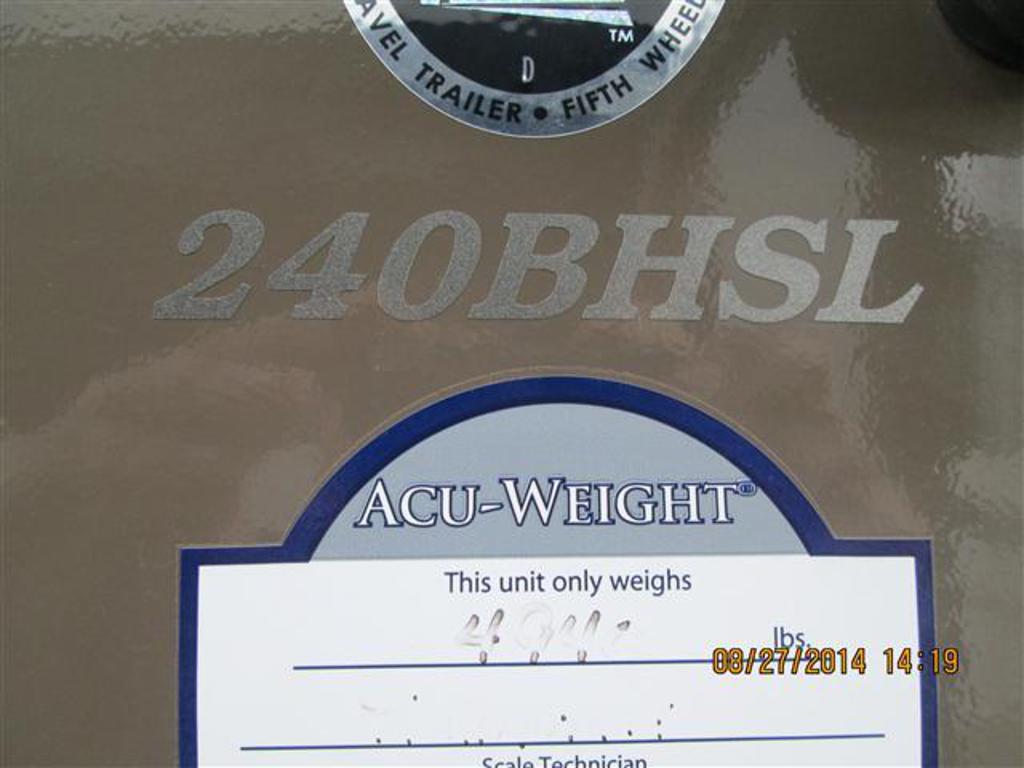 AVEL TRAILER • FIFTH WHEEL
TM
D
240BHSL
ACU-WEIGHT®
This unit only weighs
lbs.
08/27/2014 14:19
Scale Technician